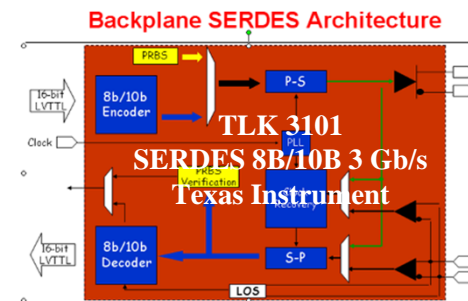 Backplane SERDES Architecture
PRBS
16-bit
LVTTL
8b/10b
Encoder
P-S
TLK 3101
Clock
PLL
SERDES 8B/10B 3 Gb/s
PRBS
Verification
Texas Instrument
Recovery
16-bit
LVTTL
8b/10b
Decoder
S-P
LOS